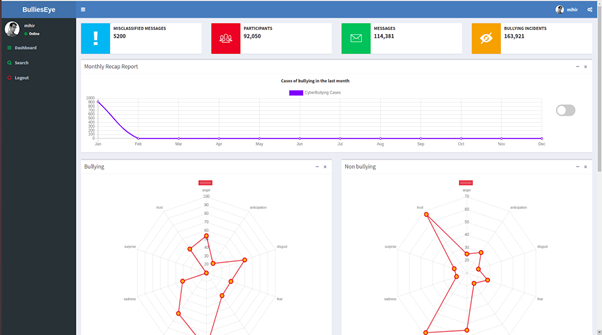 BulliesEye
mihir
mihir
Online
Dashboard
Search
Logout
MISCLASSIFIED MESSAGES
5200
PARTICIPANTS
92,050
MESSAGES
114,381
BULLYING INCIDENTS
163,921
Monthly Recap Report
Cases of bullying in the last month
CyberBullying Cases
1000
900
800
700
600
500
400
300
200
100
0
Jan Feb Mar Apr May Jun Jul Aug Sep Oct Nov Dec
Bullying
anger
100
90
80
70
60
50
40
30
20
trust
anticipation
surprise
disgust
sadness
fear
Non bullying
anger
70
60
50
40
30
20
trust
anticipation
surprise
disgust
sadness
fear